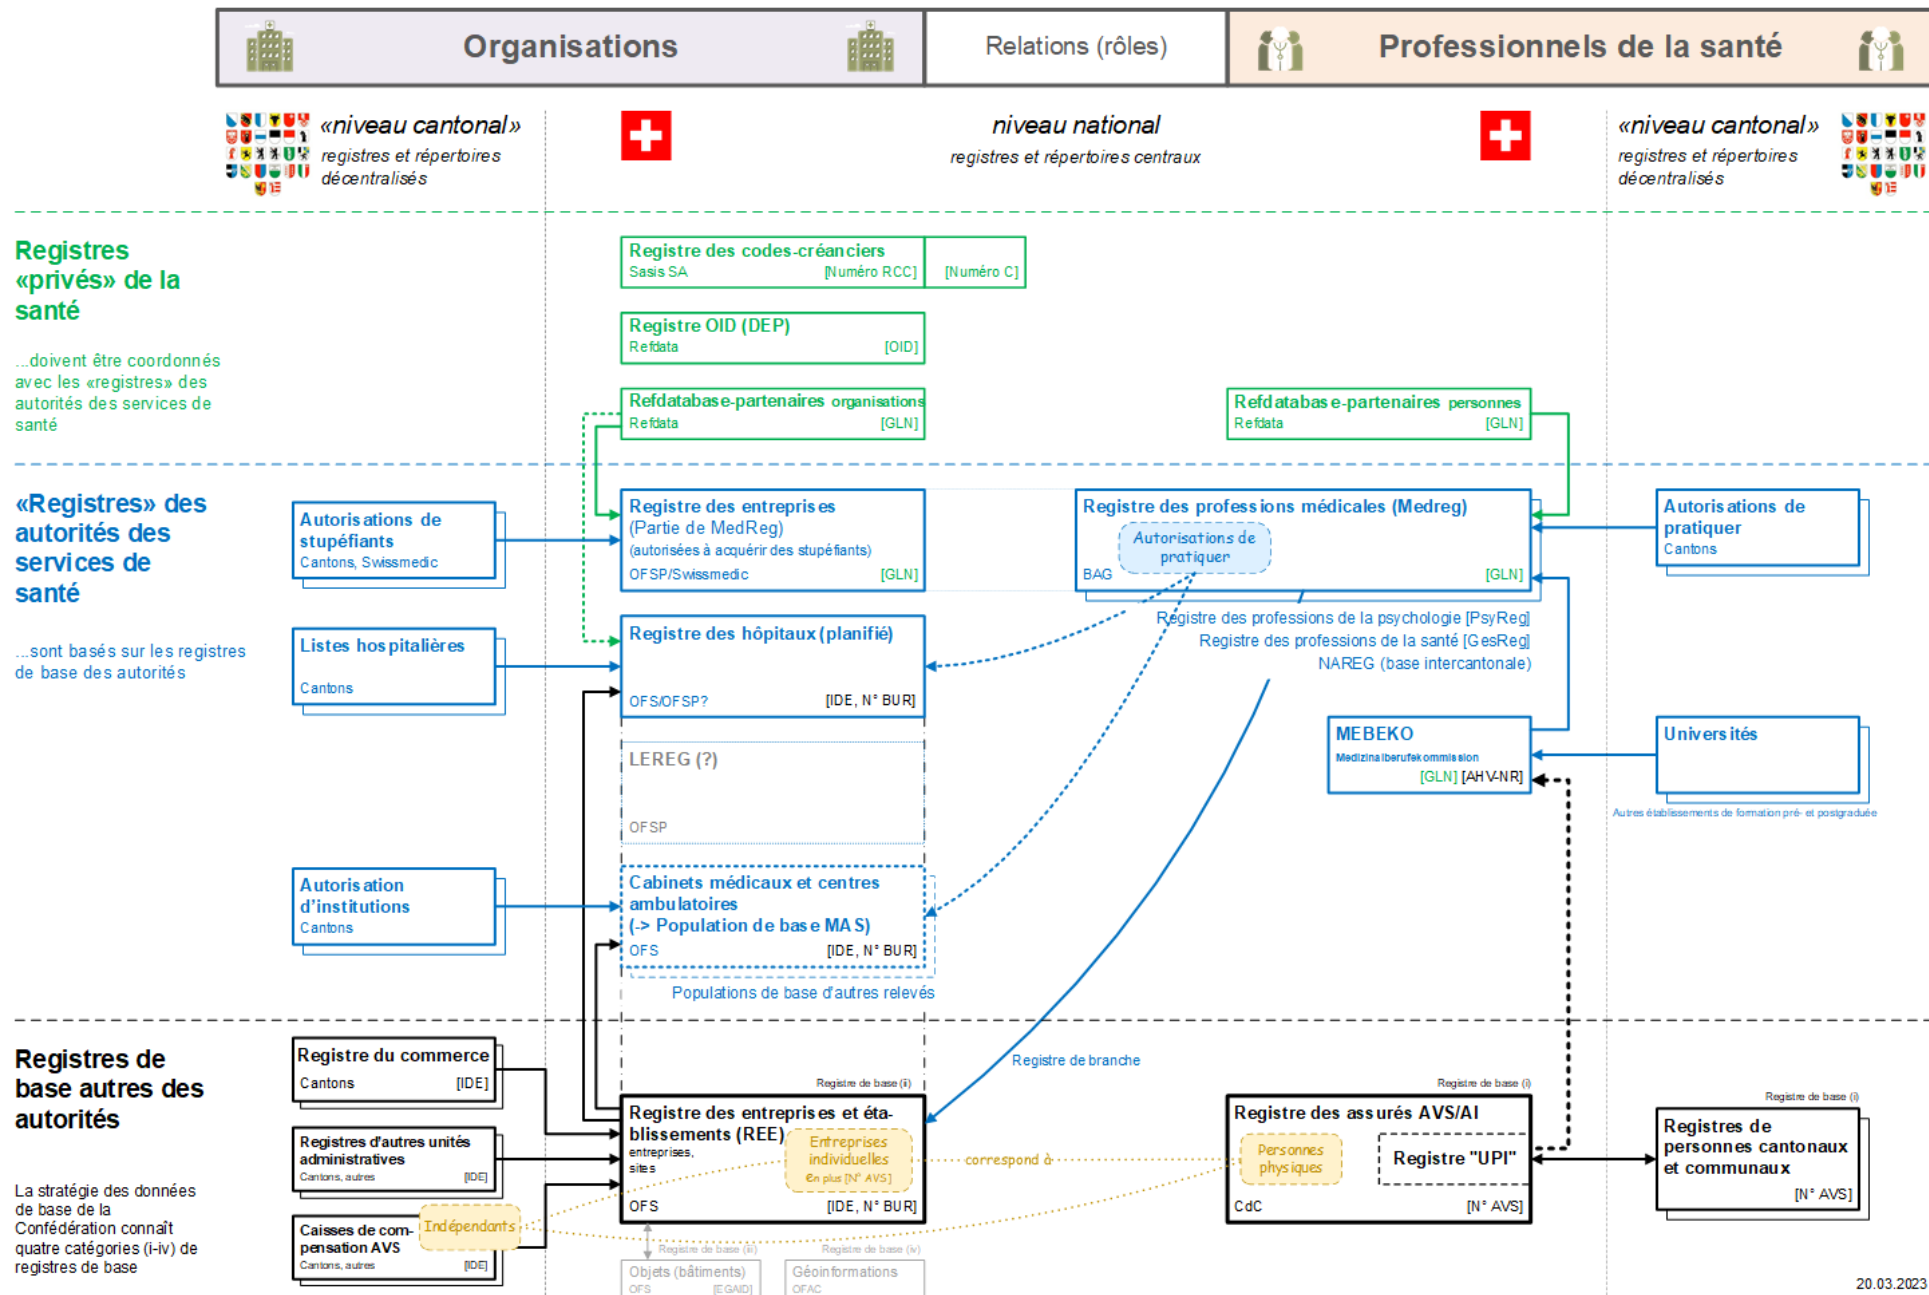 Organisations
Relations (rôles)
Professionnels de la santé
«niveau cantonal»
registres et répertoires
décentralisés
niveau national
registres et répertoires centraux
«niveau cantonal»
registres et répertoires
décentralisés
Registres
«privés» de la
santé
...doivent être coordonnés
avec les «registres» des
autorités des services de
santé
Registre des codes-créanciers
Sasis SA [Numéro RCC]
[Numéro C]
Registre OID (DEP)
Refdata [OID]
Refdatabase-partenaires organisations
Refdata [GLN]
Refdatabase-partenaires personnes
Refdata [GLN]
«Registres» des
autorités des
services de
santé
...sont basés sur les registres
de base des autorités
Autorisations de
stupéfiants
Cantons, Swissmedic
Registre des entreprises
(Partie de MedReg)
(autorisées à acquérir des stupéfiants)
OFSP/Swissmedic [GLN]
Registre des professions médicales (Medreg)
Autorisations de
pratiquer
BAG [GLN]
Autorisations de
pratiquer
Cantons
Registre des professions de la psychologie [PsyReg]
Registre des professions de la santé [GesReg]
NAREG (base intercantonale)
Listes hospitalières
Cantons
Registre des hôpitaux (planifié)
OFS/OFSP? [IDE, N° BUR]
LEREG (?)
OFSP
MEBEKO
Medizinalberufekommission
[GLN] [AHV-NR]
Universités
Autres établissements de formation pré- et postgraduée
Autorisation
d'institutions
Cantons
Cabinets médicaux et centres
ambulatoires
(-> Population de base MAS)
OFS [IDE, N° BUR]
Populations de base d'autres relevés
Registres de
base autres des
autorités
La stratégie des données
de base de la
Confédération connaît
quatre catégories (i-iv) de
registres de base
Registre du commerce
Cantons [IDE]
Registres d'autres unités
administratives
Cantons, autres [IDE]
Caisses de com-
pensation AVS
Cantons, autres [IDE]
Indépendants
Registre de base (ii)
Registre des entreprises et éta-
blissements (REE)
entreprises,
sites
Entreprises
individuelles
en plus [N° AVS]
OFS [IDE, N° BUR]
Registre de branche
correspond à
Registre de base (i)
Registre des assurés AVS/AI
Personnes
physiques
Registre "UPI"
CdC [N° AVS]
Registre de base (i)
Registres de
personnes cantonaux
et communaux
[N° AVS]
Registre de base (iii)
Objets (bâtiments)
OFS [EGAID]
Registre de base (iv)
Géoinformations
OFAC
20.03.2023